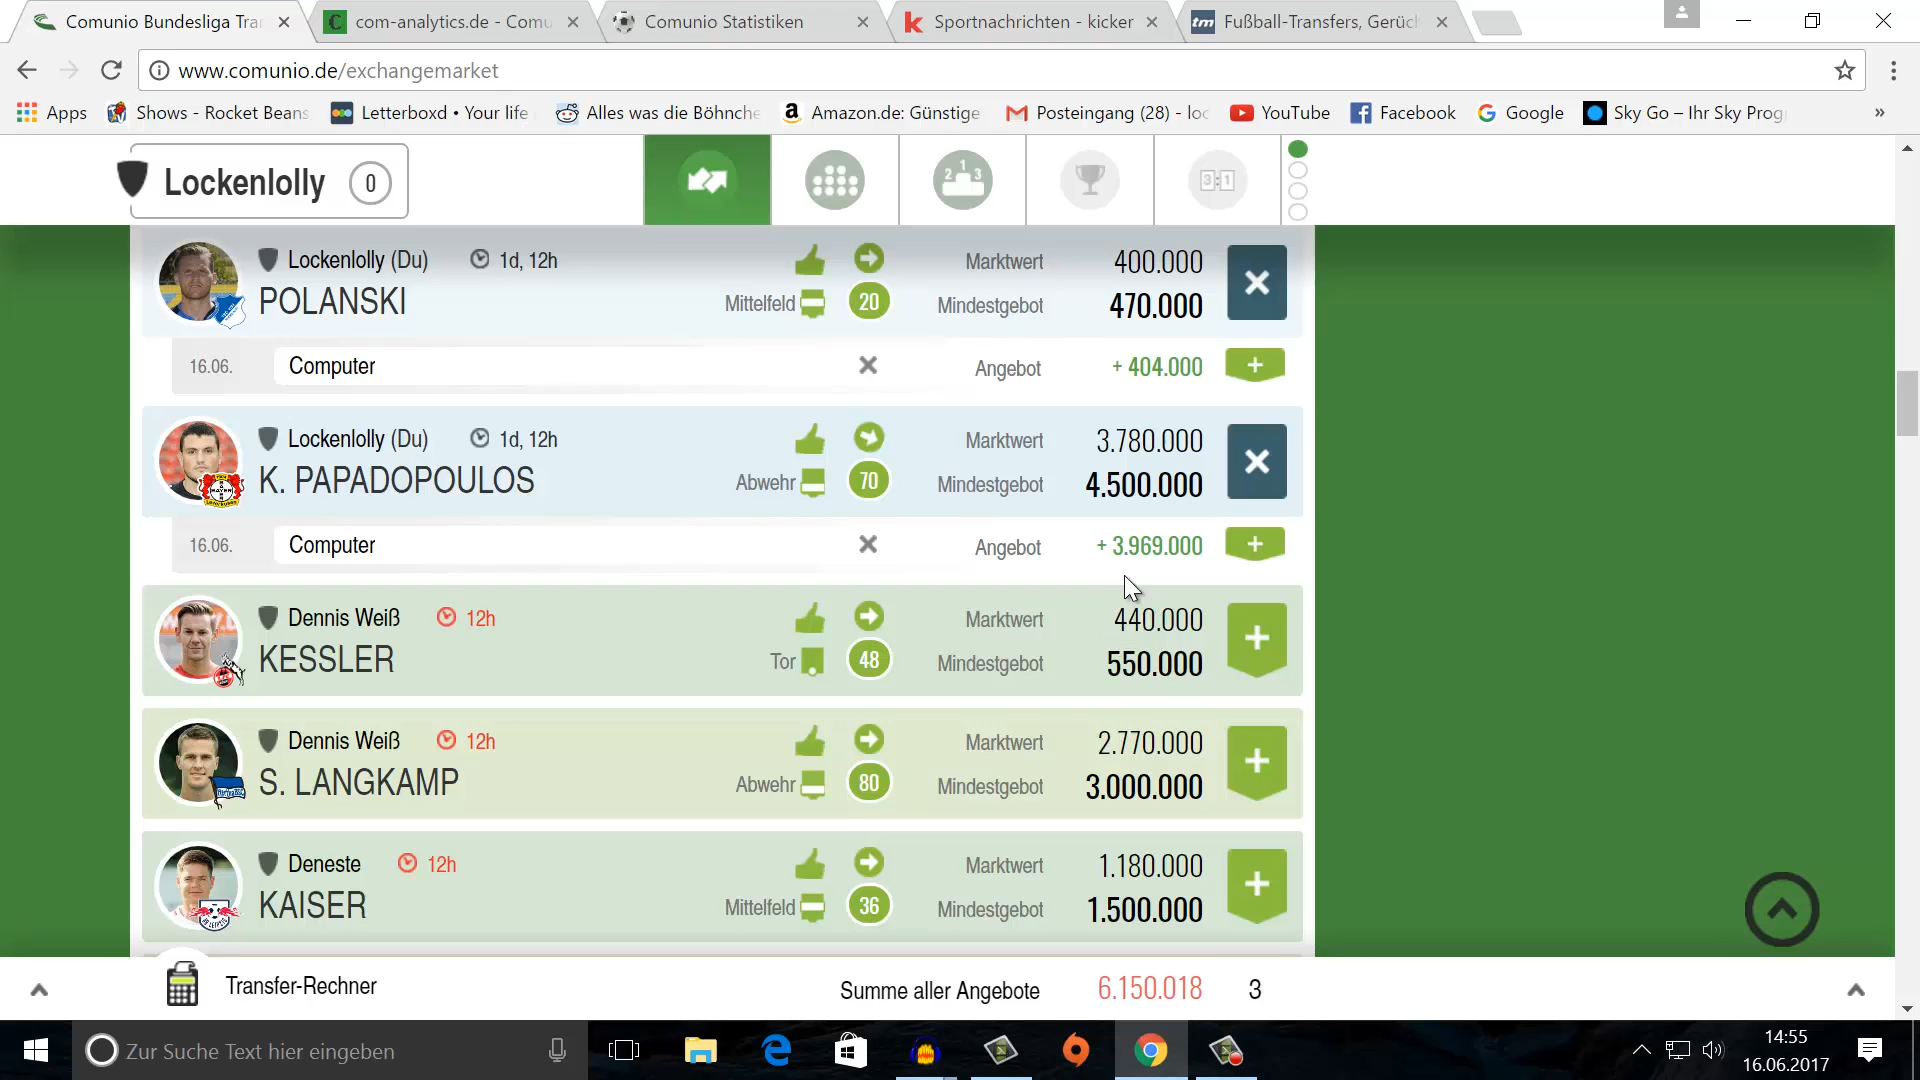 Comunio Bundesliga Tra
com-analytics.de - Comu
Comunio Statistiken
Sportnachrichten - kicker
Fußball-Transfers, Gerüch
www.comunio.de/exchangemarket
Apps
Shows - Rocket Beans
Letterboxd • Your life
Alles was die Böhnche
Amazon.de: Günstige
Posteingang (28) - loc
YouTube
Facebook
Google
Sky Go – Ihr Sky Prog
»
Lockenlolly 0
1 2 3
3:1
Lockenlolly (Du) 1d, 12h Marktwert 400.000
POLANSKI Mittelfeld 20 Mindestgebot 470.000
16.06. Computer Angebot + 404.000
Lockenlolly (Du) 1d, 12h Marktwert 3.780.000
K. PAPADOPOULOS Abwehr 70 Mindestgebot 4.500.000
16.06. Computer Angebot + 3.969.000
Dennis Weiß 12h Marktwert 440.000
KESSLER Tor 48 Mindestgebot 550.000
Dennis Weiß 12h Marktwert 2.770.000
S. LANGKAMP Abwehr 80 Mindestgebot 3.000.000
Deneste 12h Marktwert 1.180.000
KAISER Mittelfeld 36 Mindestgebot 1.500.000
Transfer-Rechner Summe aller Angebote 6.150.018 3
Zur Suche Text hier eingeben
14:55
16.06.2017